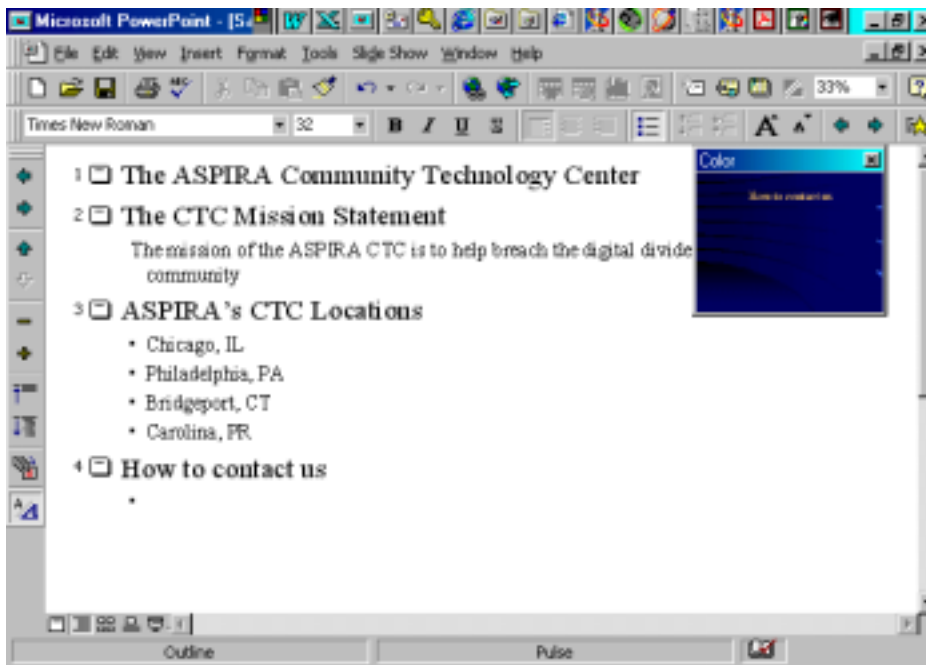 Microsoft PowerPoint - [Sa
File Edit View Insert Format Tools Slide Show Window Help
33%
Times New Roman 32 B I U S A A
Color
How to contact us
1 The ASPIRA Community Technology Center
2 The CTC Mission Statement
The mission of the ASPIRA CTC is to help breach the digital divide
community
3 ASPIRA's CTC Locations
• Chicago, IL
• Philadelphia, PA
• Bridgeport, CT
• Carolina, PR
4 How to contact us
•
Outline Pulse